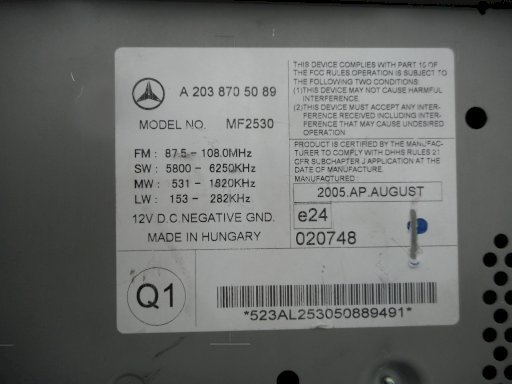 A 203 870 50 89
MODEL NO. MF2530
FM : 87.5 - 108.0MHz
SW : 5800 - 6250KHz
MW : 531 - 1620KHz
LW : 153 - 282KHz
12V D.C. NEGATIVE GND.
MADE IN HUNGARY
THIS DEVICE COMPLIES WITH PART 15 OF
THE FCC RULES OPERATION IS SUBJECT TO
THE FOLLOWING TWO CONDITIONS:
(1)THIS DEVICE MAY NOT CAUSE HARMFUL
INTERFERENCE.
(2)THIS DEVICE MUST ACCEPT ANY INTER-
FERENCE RECEIVED INCLUDING INTER-
FERENCE THAT MAY CAUSE UNDESIRED
OPERATION
PRODUCT IS CERTIFIED BY THE MANUFAC-
TURER TO COMPLY WITH DHHS RULES 21
CFR SUBCHAPTER J APPLICATION AT THE
DATE OF MANUFACTURE.
MANUFACTURED
2005.AP.AUGUST
e24
020748
Q1
*523AL253050889491*